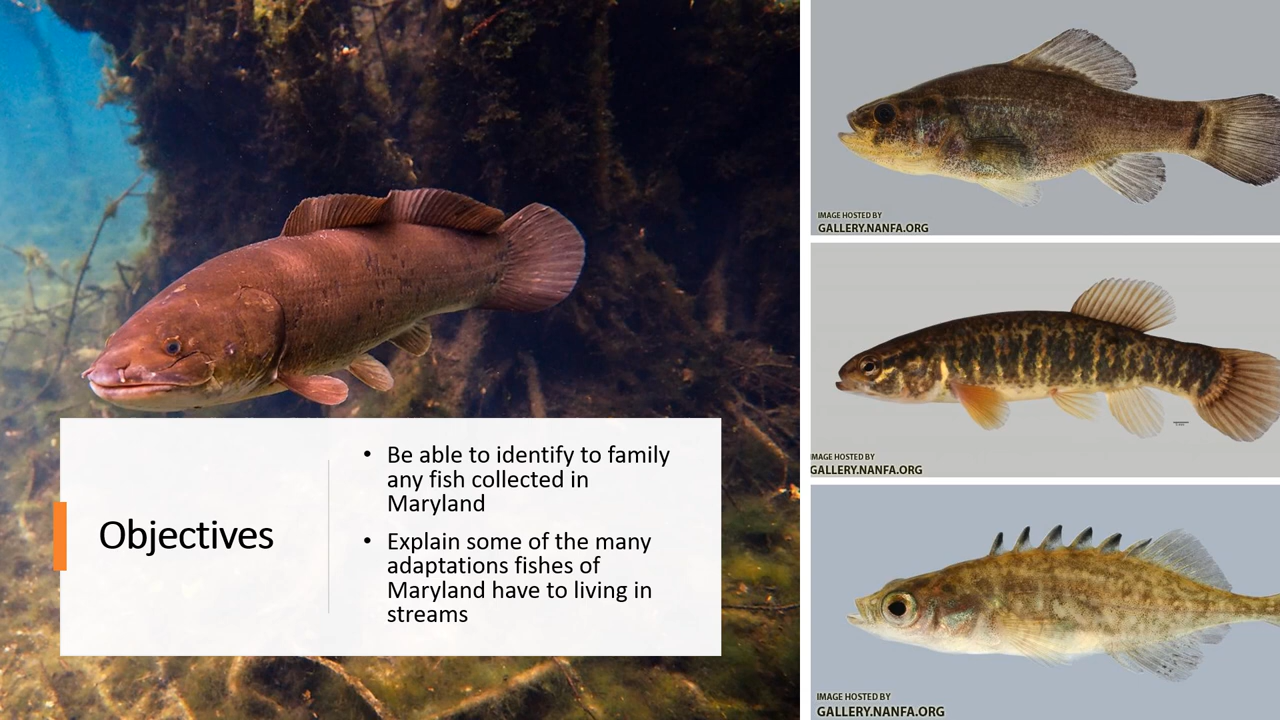 Objectives
• Be able to identify to family
any fish collected in
Maryland
• Explain some of the many
adaptations fishes of
Maryland have to living in
streams
IMAGE HOSTED BY
GALLERY.NANFA.ORG
IMAGE HOSTED BY
GALLERY.NANFA.ORG
IMAGE HOSTED BY
GALLERY.NANFA.ORG